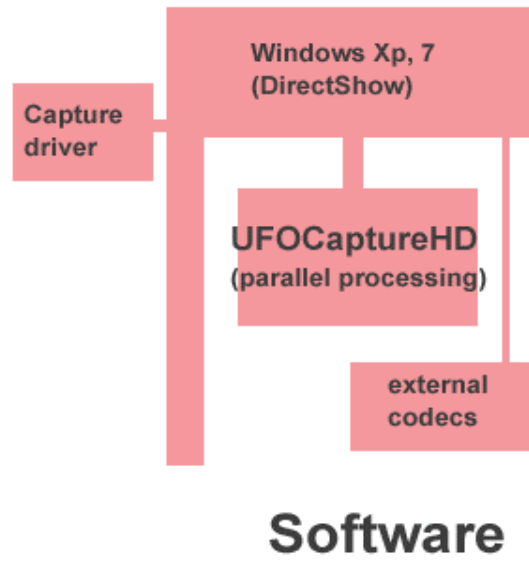 Windows Xp, 7
(DirectShow)
Capture
driver
UFOCaptureHD
(parallel processing)
external
codecs
Software